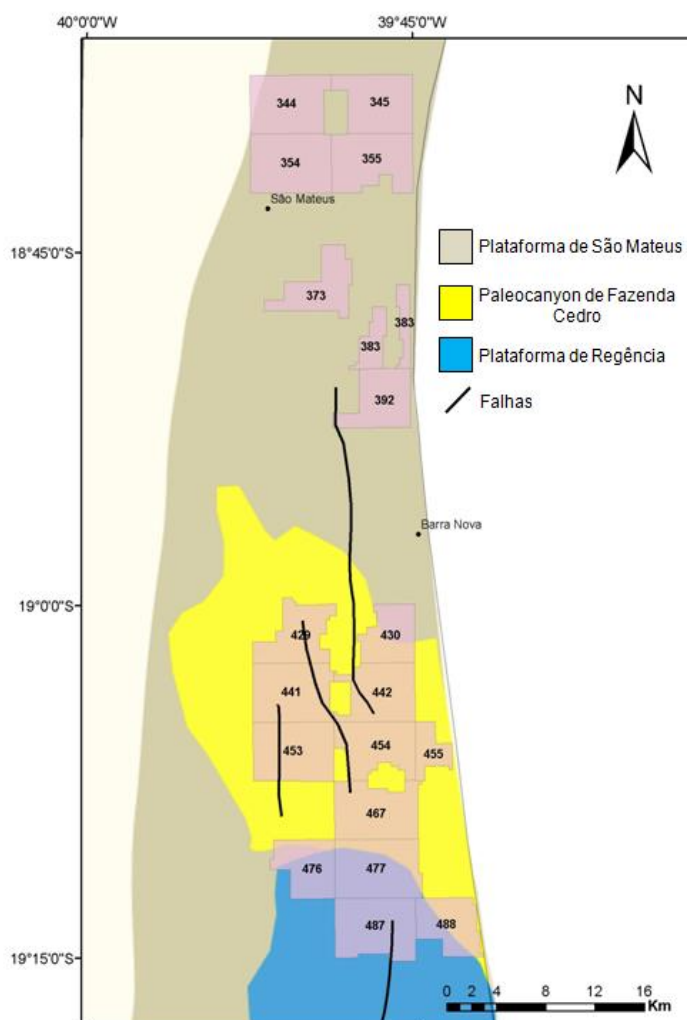 40°0'0"W
39°45'0"W
344
345
N
354
355
São Mateus
18°45'0"S
Plataforma de São Mateus
373
383
Paleocanyon de Fazenda
Cedro
383
Plataforma de Regência
392
Falhas
Barra Nova
19°0'0"S
429
430
441
442
453
454
455
467
476
477
487
488
19°15'0"S
0 2 4 8 12 16
Km